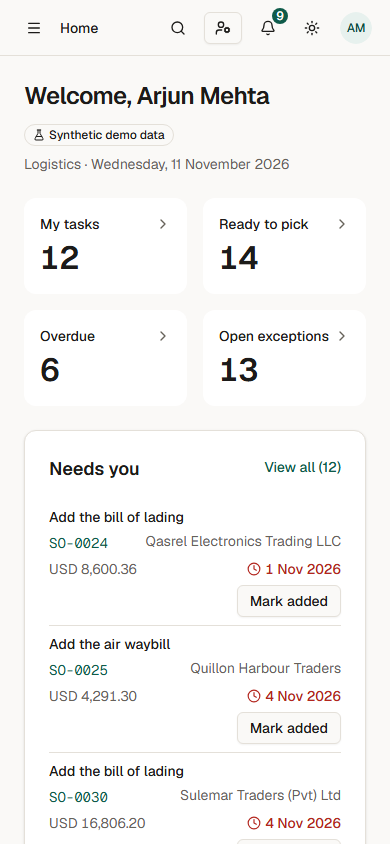 Home
9
AM
Welcome, Arjun Mehta
Synthetic demo data
Logistics · Wednesday, 11 November 2026
My tasks
12
Ready to pick
14
Overdue
6
Open exceptions
13
Needs you
View all (12)
Add the bill of lading
SO-0024
Qasrel Electronics Trading LLC
USD 8,600.36
1 Nov 2026
Mark added
Add the air waybill
SO-0025
Quillon Harbour Traders
USD 4,291.30
4 Nov 2026
Mark added
Add the bill of lading
SO-0030
Sulemar Traders (Pvt) Ltd
USD 16,806.20
4 Nov 2026